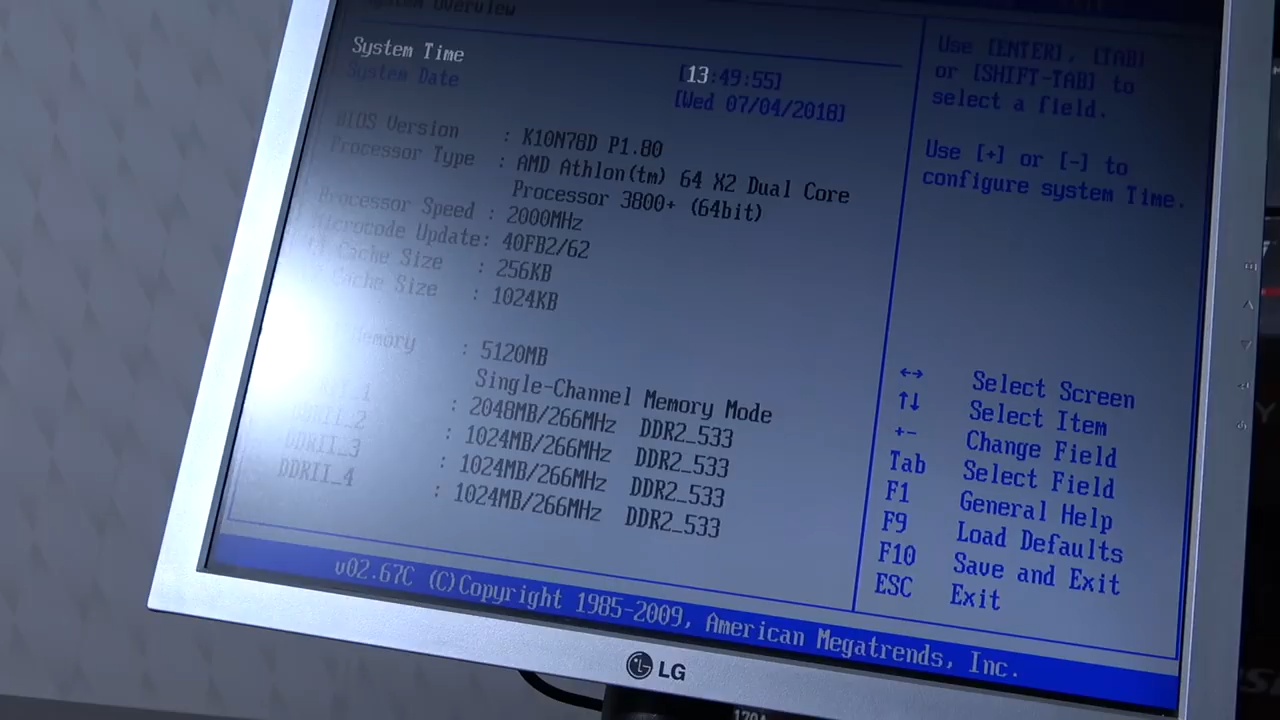 System Overview
System Time [13:49:55]
System Date [Wed 07/04/2018]
BIOS Version : K10N78D P1.80
Processor Type : AMD Athlon(tm) 64 X2 Dual Core
Processor 3800+ (64bit)
Processor Speed : 2000MHz
Microcode Update: 40FB2/62
Cache Size : 256KB
Cache Size : 1024KB
Memory : 5120MB
Single-Channel Memory Mode
: 2048MB/266MHz DDR2_533
DDRII_2 : 1024MB/266MHz DDR2_533
DDRII_3 : 1024MB/266MHz DDR2_533
DDRII_4 : 1024MB/266MHz DDR2_533
Use [ENTER], [TAB]
or [SHIFT-TAB] to
select a field.
Use [+] or [-] to
configure system Time.
↔ Select Screen
↑↓ Select Item
+- Change Field
Tab Select Field
F1 General Help
F9 Load Defaults
F10 Save and Exit
ESC Exit
v02.67C (C)Copyright 1985-2009, American Megatrends, Inc.
LG